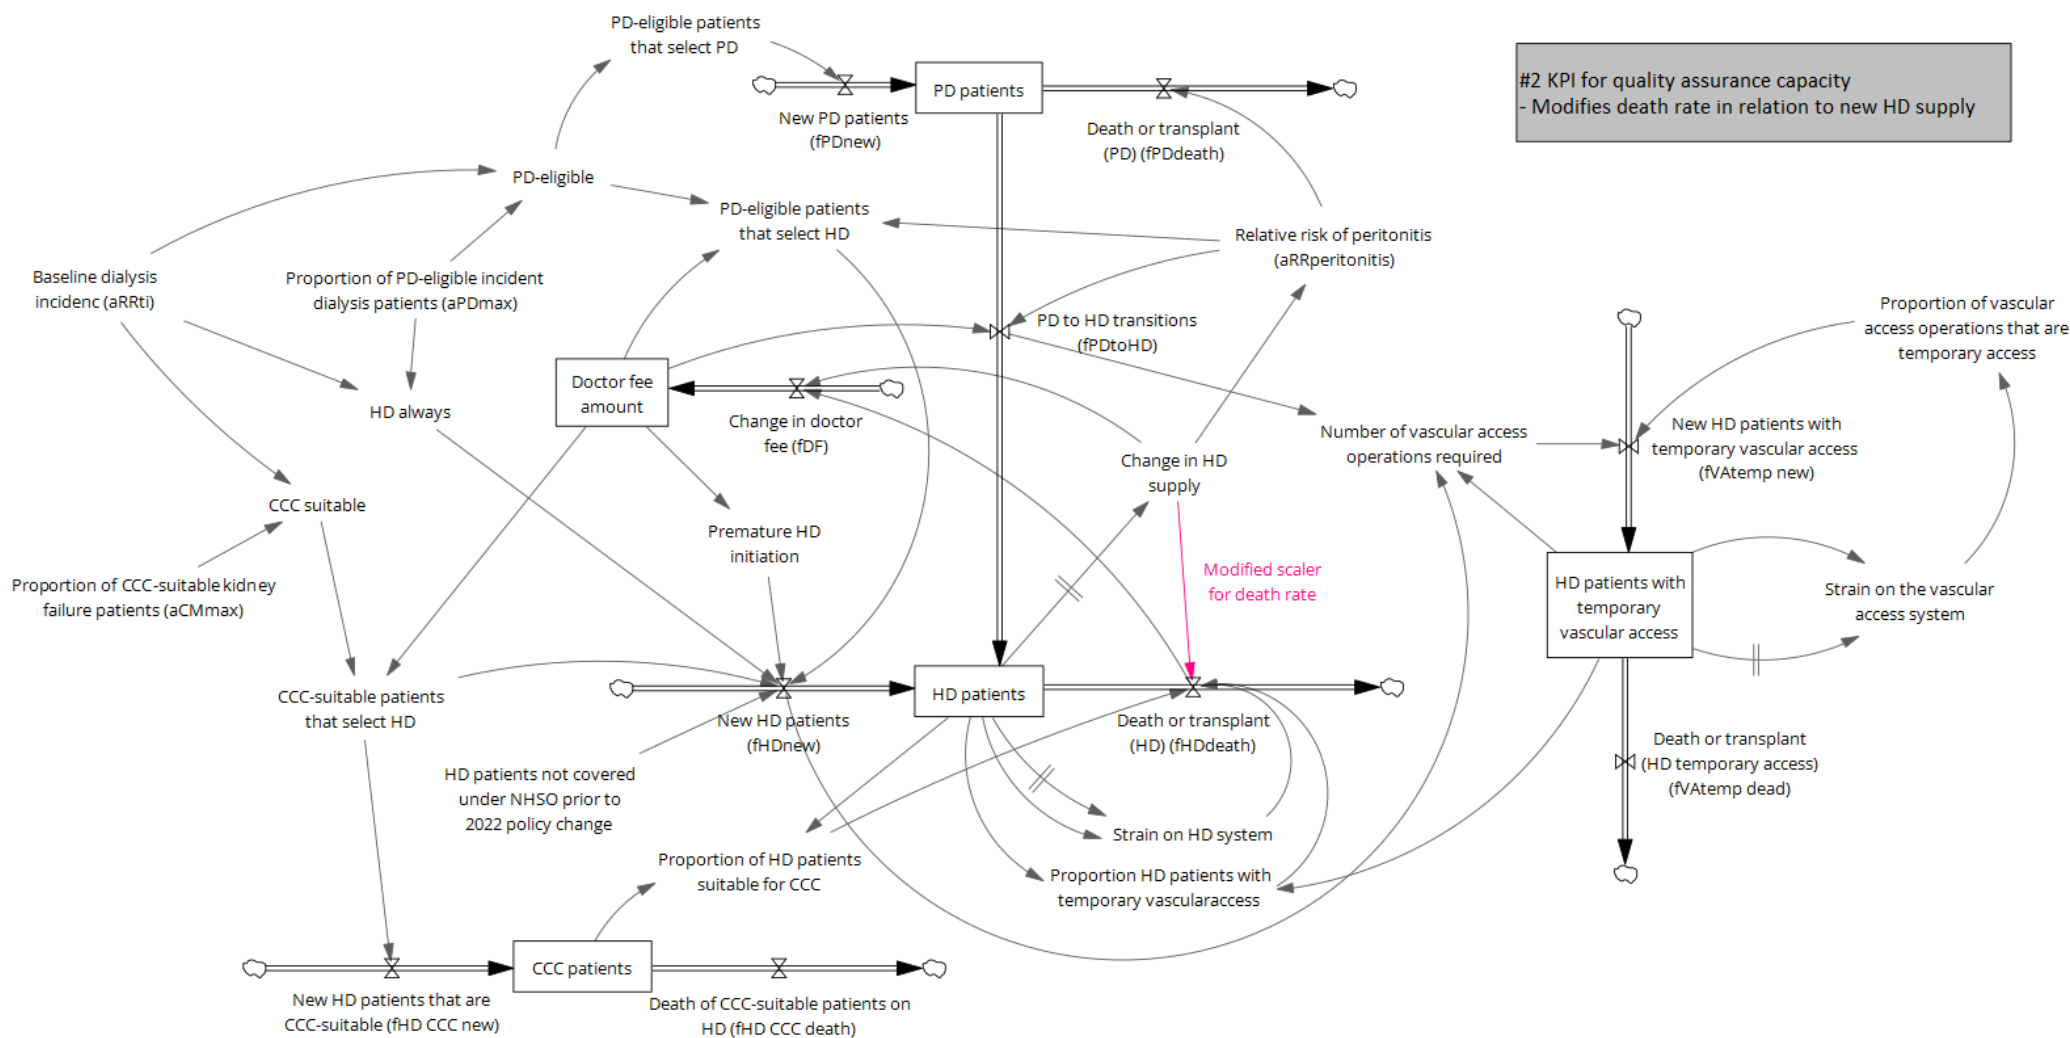 PD-eligible patients
that select PD
PD patients
New PD patients
(fPDnew)
Death or transplant
(PD) (fPDdeath)
#2 KPI for quality assurance capacity
- Modifies death rate in relation to new HD supply
PD-eligible
PD-eligible patients
that select HD
Relative risk of peritonitis
(aRRperitonitis)
Baseline dialysis
incidenc (aRRti)
Proportion of PD-eligible incident
dialysis patients (aPDmax)
PD to HD transitions
(fPDtoHD)
Proportion of vascular
access operations that are
temporary access
Doctor fee
amount
HD always
Change in doctor
fee (fDF)
Number of vascular access
operations required
New HD patients with
temporary vascular access
(fVAtemp new)
Change in HD
supply
CCC suitable
Premature HD
initiation
Proportion of CCC-suitable kidney
failure patients (aCMmax)
Modified scaler
for death rate
HD patients with
temporary
vascular access
Strain on the vascular
access system
CCC-suitable patients
that select HD
HD patients
New HD patients
(fHDnew)
Death or transplant
(HD) (fHDdeath)
Death or transplant
(HD temporary access)
(fVAtemp dead)
HD patients not covered
under NHSO prior to
2022 policy change
Strain on HD system
Proportion of HD patients
suitable for CCC
Proportion HD patients with
temporary vascularaccess
CCC patients
New HD patients that are
CCC-suitable (fHD CCC new)
Death of CCC-suitable patients on
HD (fHD CCC death)